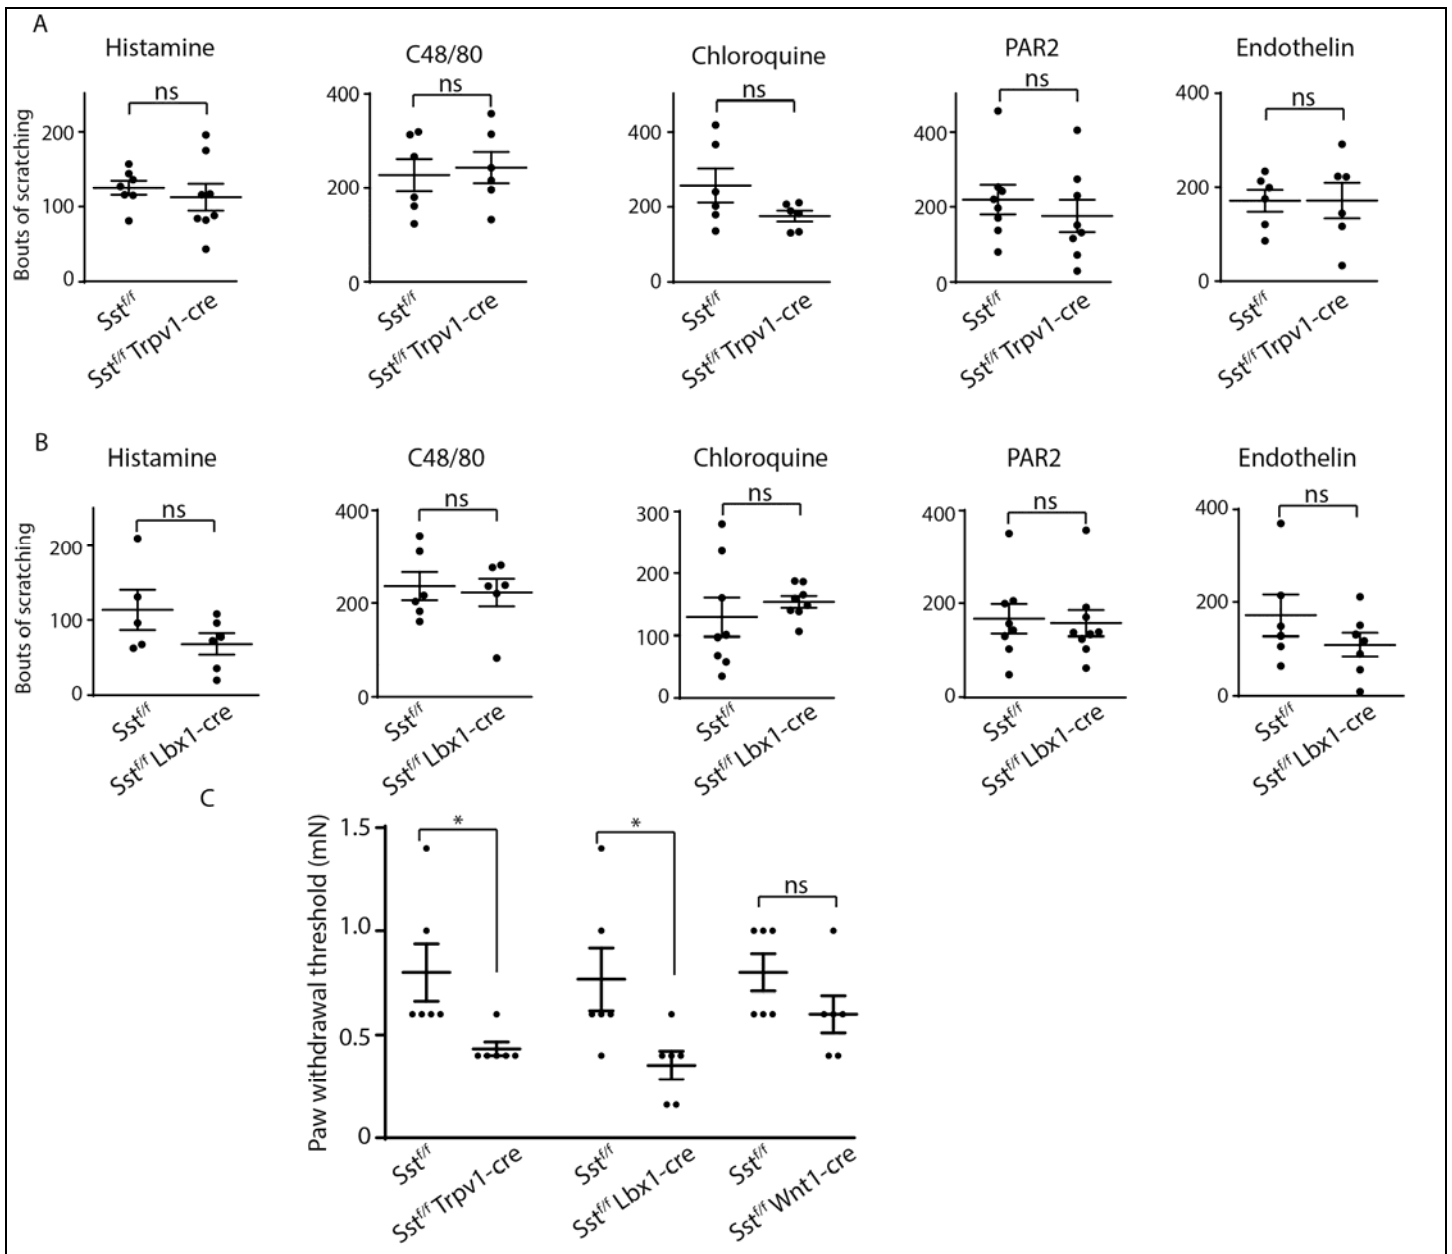 A
Histamine
C48/80
Chloroquine
PAR2
Endothelin
ns
ns
ns
ns
ns
Bouts of scratching
200
100
0
400
200
0
400
200
0
400
200
0
400
200
0
Sst^f/f
Sst^f/f Trpv1-cre
Sst^f/f
Sst^f/f Trpv1-cre
Sst^f/f
Sst^f/f Trpv1-cre
Sst^f/f
Sst^f/f Trpv1-cre
Sst^f/f
Sst^f/f Trpv1-cre
B
Histamine
C48/80
Chloroquine
PAR2
Endothelin
ns
ns
ns
ns
ns
Bouts of scratching
200
100
0
400
200
0
300
200
100
0
400
200
0
400
200
0
Sst^f/f
Sst^f/f Lbx1-cre
Sst^f/f
Sst^f/f Lbx1-cre
Sst^f/f
Sst^f/f Lbx1-cre
Sst^f/f
Sst^f/f Lbx1-cre
Sst^f/f
Sst^f/f Lbx1-cre
C
Paw withdrawal threshold (mN)
1.5
1.0
0.5
0
*
*
ns
Sst^f/f
Sst^f/f Trpv1-cre
Sst^f/f
Sst^f/f Lbx1-cre
Sst^f/f
Sst^f/f Wnt1-cre